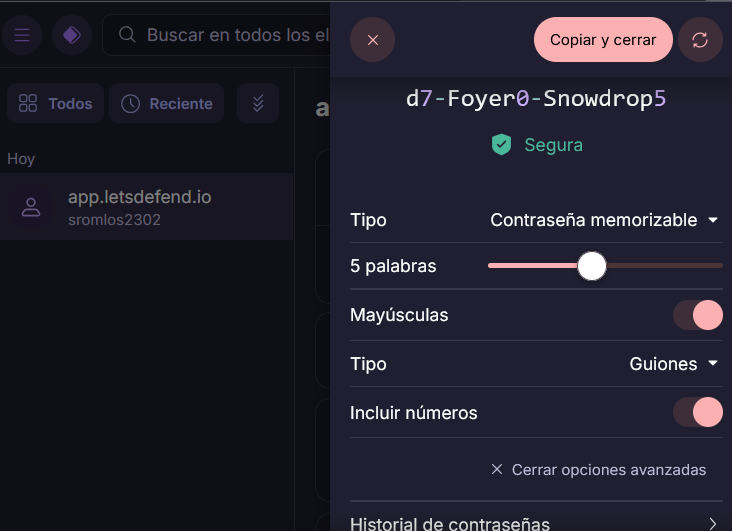 Buscar en todos los el
Copiar y cerrar
Todos
Reciente
a
Hoy
app.letsdefend.io
sromlos2302
d7-Foyer0-Snowdrop5
Segura
Tipo
Contraseña memorizable
5 palabras
Mayúsculas
Tipo
Guiones
Incluir números
Cerrar opciones avanzadas
Historial de contraseñas